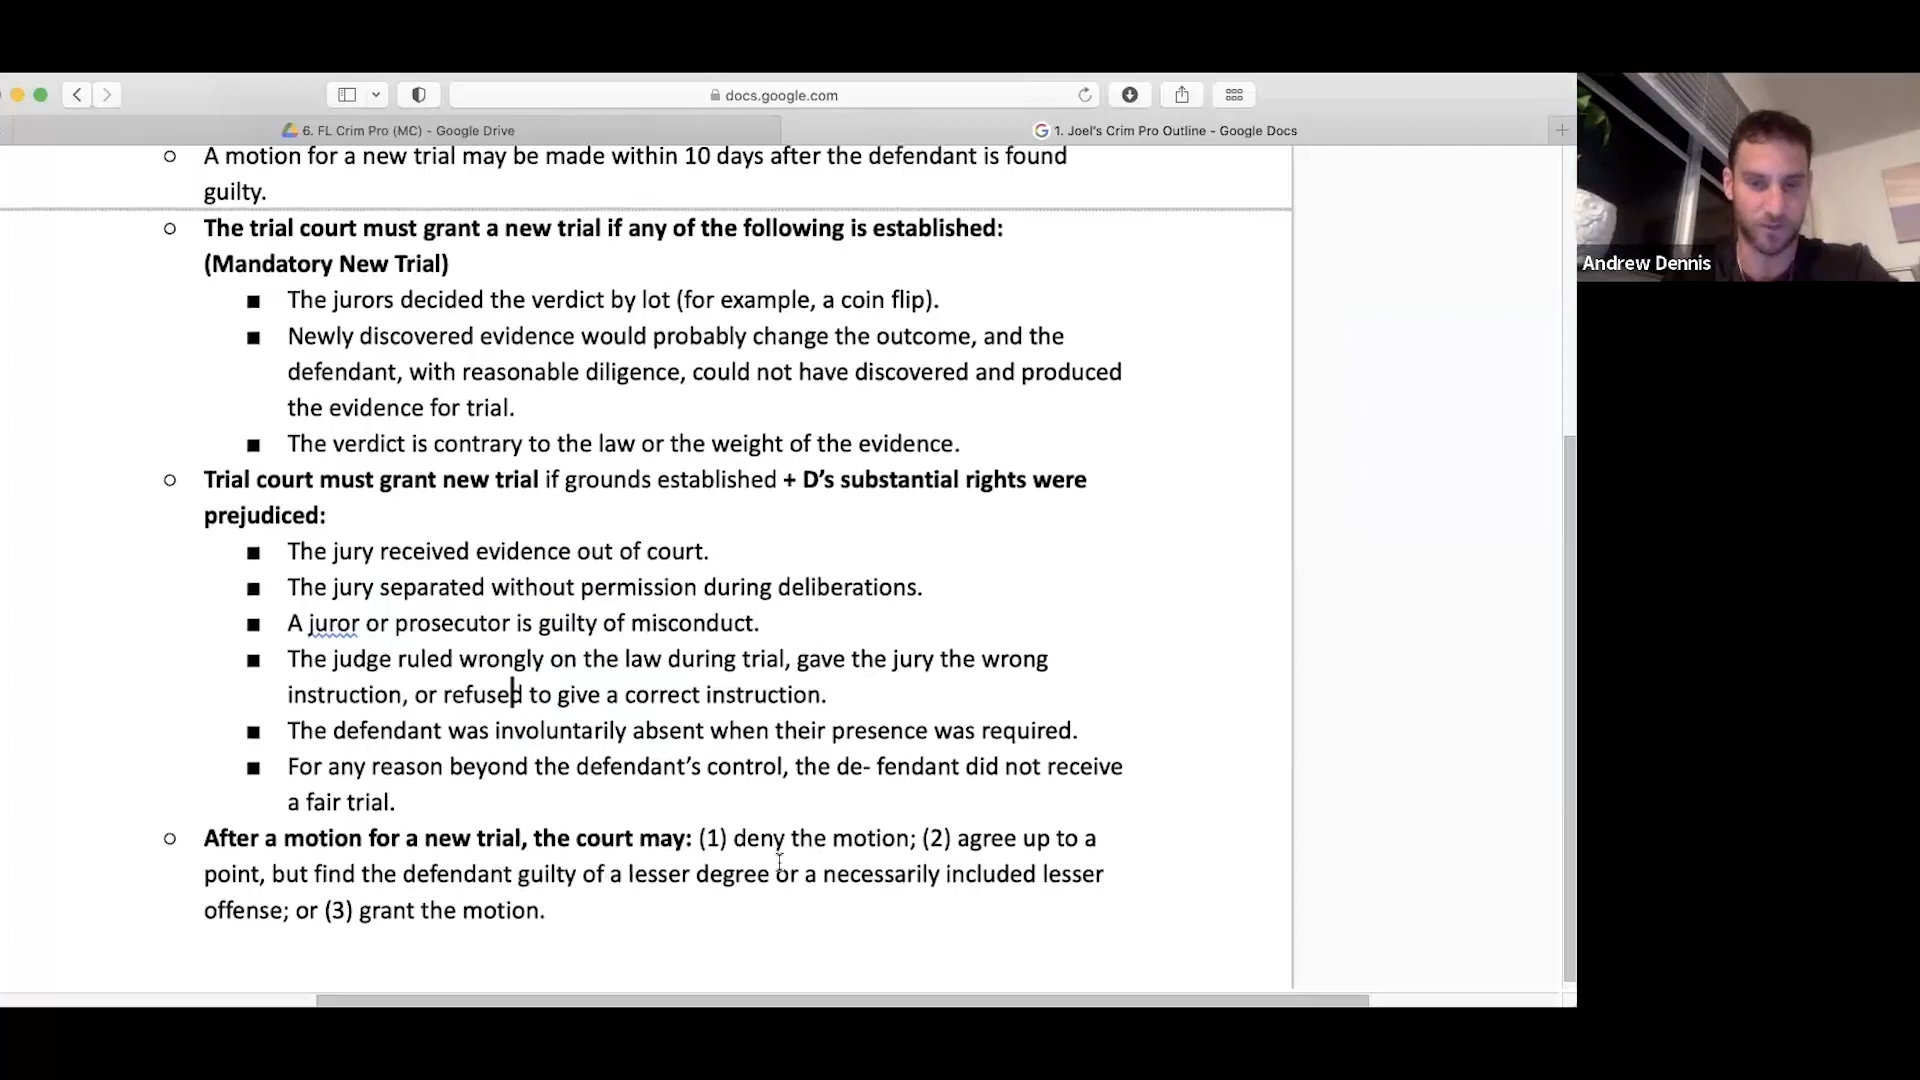 docs.google.com
6. FL Crim Pro (MC) - Google Drive
1. Joel's Crim Pro Outline - Google Docs
○ A motion for a new trial may be made within 10 days after the defendant is found
guilty.
○ The trial court must grant a new trial if any of the following is established:
(Mandatory New Trial)
■ The jurors decided the verdict by lot (for example, a coin flip).
■ Newly discovered evidence would probably change the outcome, and the
defendant, with reasonable diligence, could not have discovered and produced
the evidence for trial.
■ The verdict is contrary to the law or the weight of the evidence.
○ Trial court must grant new trial if grounds established + D’s substantial rights were
prejudiced:
■ The jury received evidence out of court.
■ The jury separated without permission during deliberations.
■ A juror or prosecutor is guilty of misconduct.
■ The judge ruled wrongly on the law during trial, gave the jury the wrong
instruction, or refused to give a correct instruction.
■ The defendant was involuntarily absent when their presence was required.
■ For any reason beyond the defendant’s control, the de- fendant did not receive
a fair trial.
○ After a motion for a new trial, the court may: (1) deny the motion; (2) agree up to a
point, but find the defendant guilty of a lesser degree or a necessarily included lesser
offense; or (3) grant the motion.
Andrew Dennis